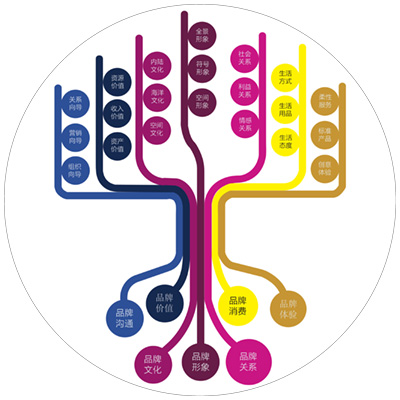 关系
向导
营销
向导
组织
向导
资源
价值
收入
价值
资产
价值
内陆
文化
海洋
文化
空间
文化
全景
形象
符号
形象
空间
形象
社会
关系
利益
关系
情感
关系
生活
方式
生活
用品
生活
态度
柔性
服务
标准
产品
创意
体验
品牌
沟通
品牌
价值
品牌
文化
品牌
形象
品牌
关系
品牌
消费
品牌
体验